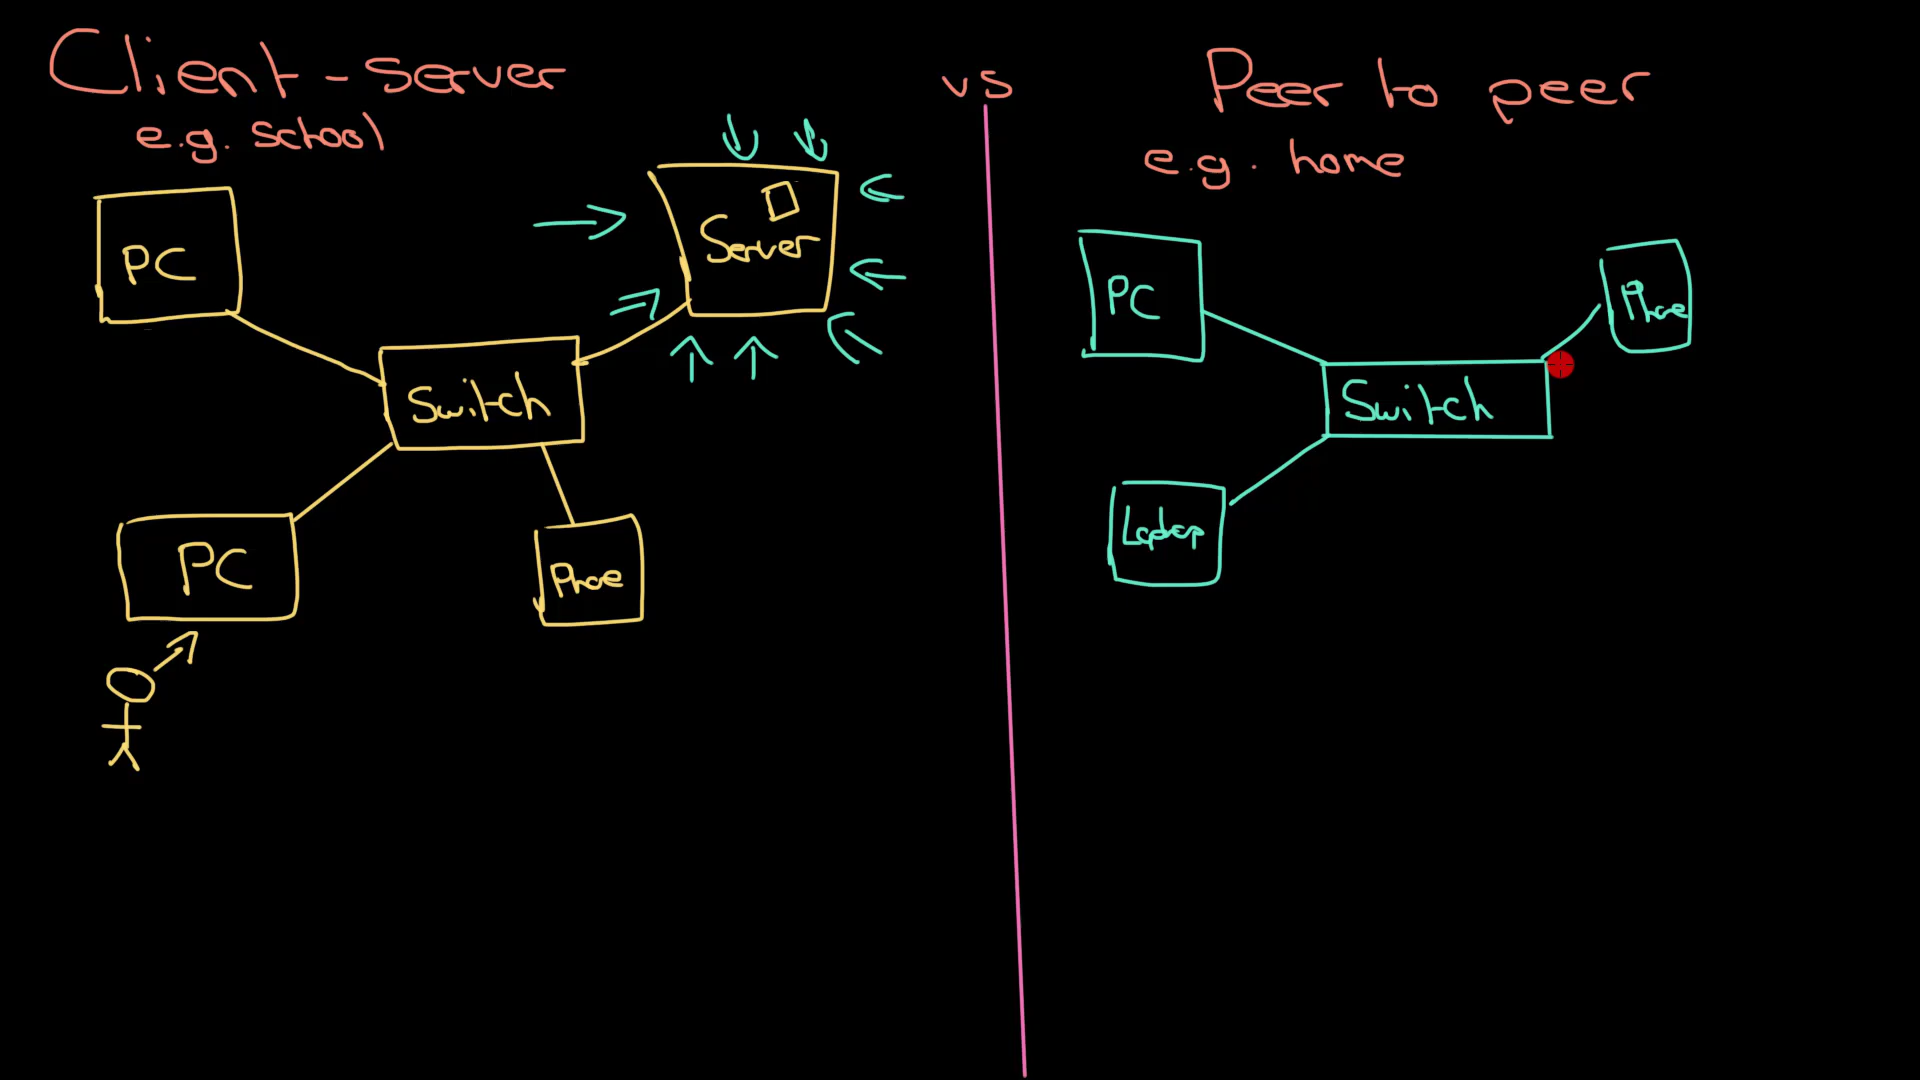 Client-server
e.g. school
PC
Server
Switch
PC
Phone
vs
Peer to peer
e.g. home
PC
Phone
Switch
Laptop